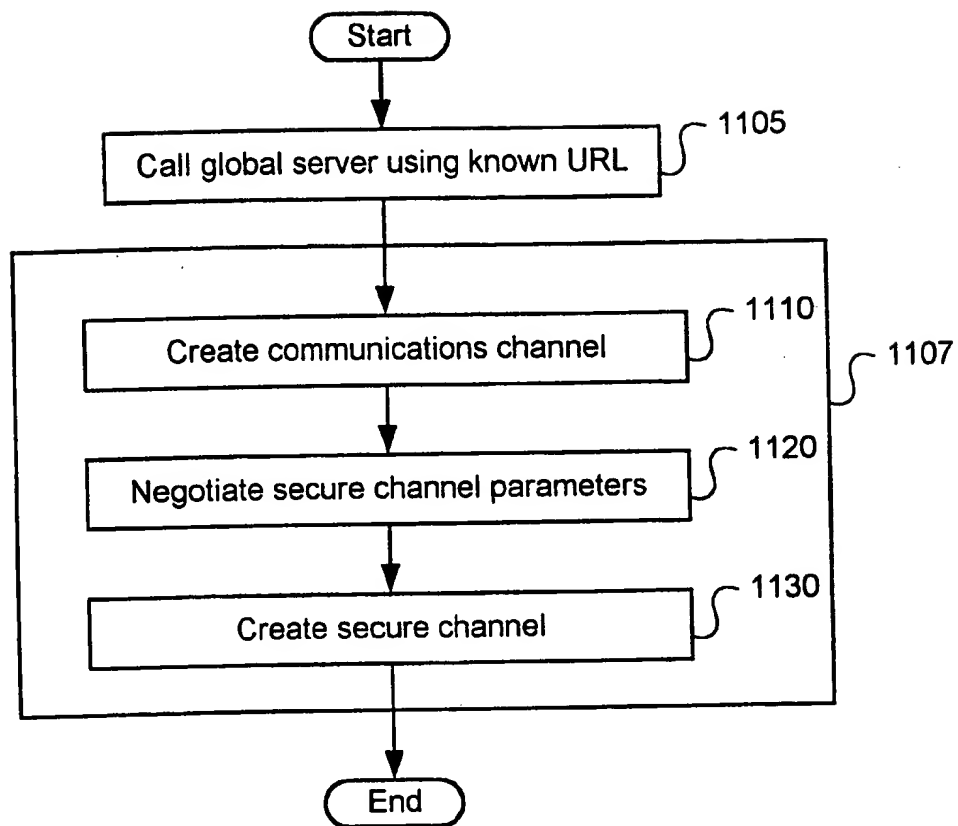 Start
1105
Call global server using known URL
1110
Create communications channel
1107
1120
Negotiate secure channel parameters
1130
Create secure channel
End